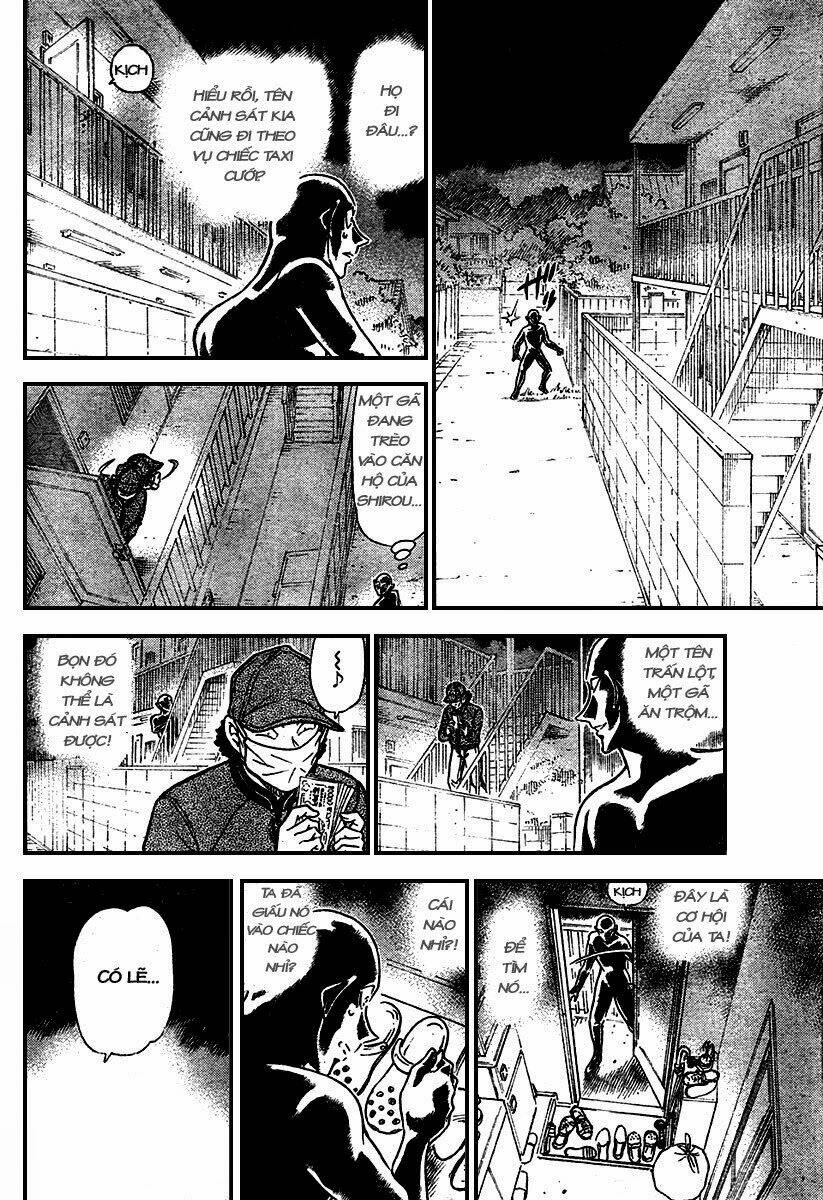 HỌ
ĐI
ĐÂU...?
HIỂU RỒI, TÊN
CẢNH SÁT KIA
CŨNG ĐI THEO
VỤ CHIẾC TAXI
CƯỚP?
KỊCH
MỘT GÃ
ĐANG
TRÈO
VÀO CĂN
HỘ CỦA
SHIROU...
MỘT TÊN
TRẤN LỘT,
MỘT GÃ
ĂN TRỘM...
BỌN ĐÓ
KHÔNG
THỂ LÀ
CẢNH SÁT
ĐƯỢC!
KỊCH
ĐÂY LÀ
CƠ HỘI
CỦA TA!
ĐỂ
TÌM
NÓ...
CÁI
NÀO
NHỈ?!
TA ĐÃ
GIẤU NÓ
VÀO CHIẾC
NÀO
NHỈ?
CÓ LẼ...